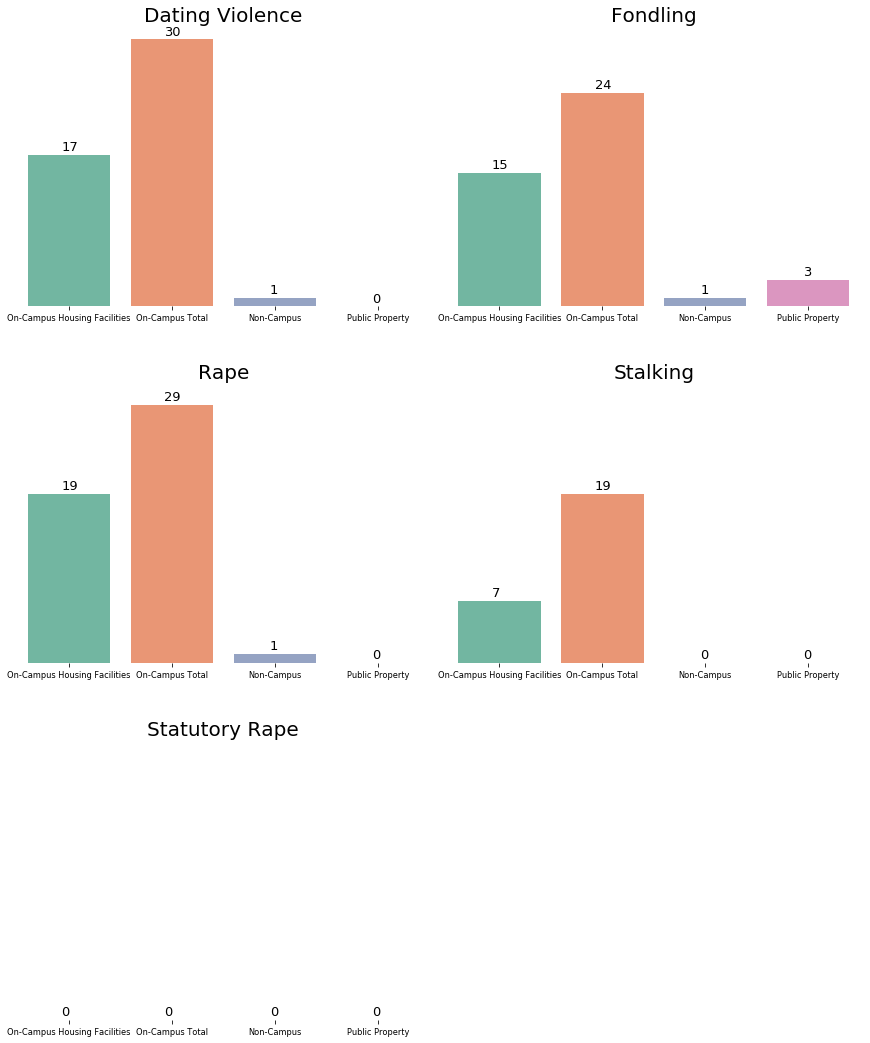 Dating Violence
30
17
1
0
On-Campus Housing Facilities On-Campus Total Non-Campus Public Property
Fondling
24
15
1
3
On-Campus Housing Facilities On-Campus Total Non-Campus Public Property
Rape
29
19
1
0
On-Campus Housing Facilities On-Campus Total Non-Campus Public Property
Stalking
19
7
0
0
On-Campus Housing Facilities On-Campus Total Non-Campus Public Property
Statutory Rape
0 0 0 0
On-Campus Housing Facilities On-Campus Total Non-Campus Public Property